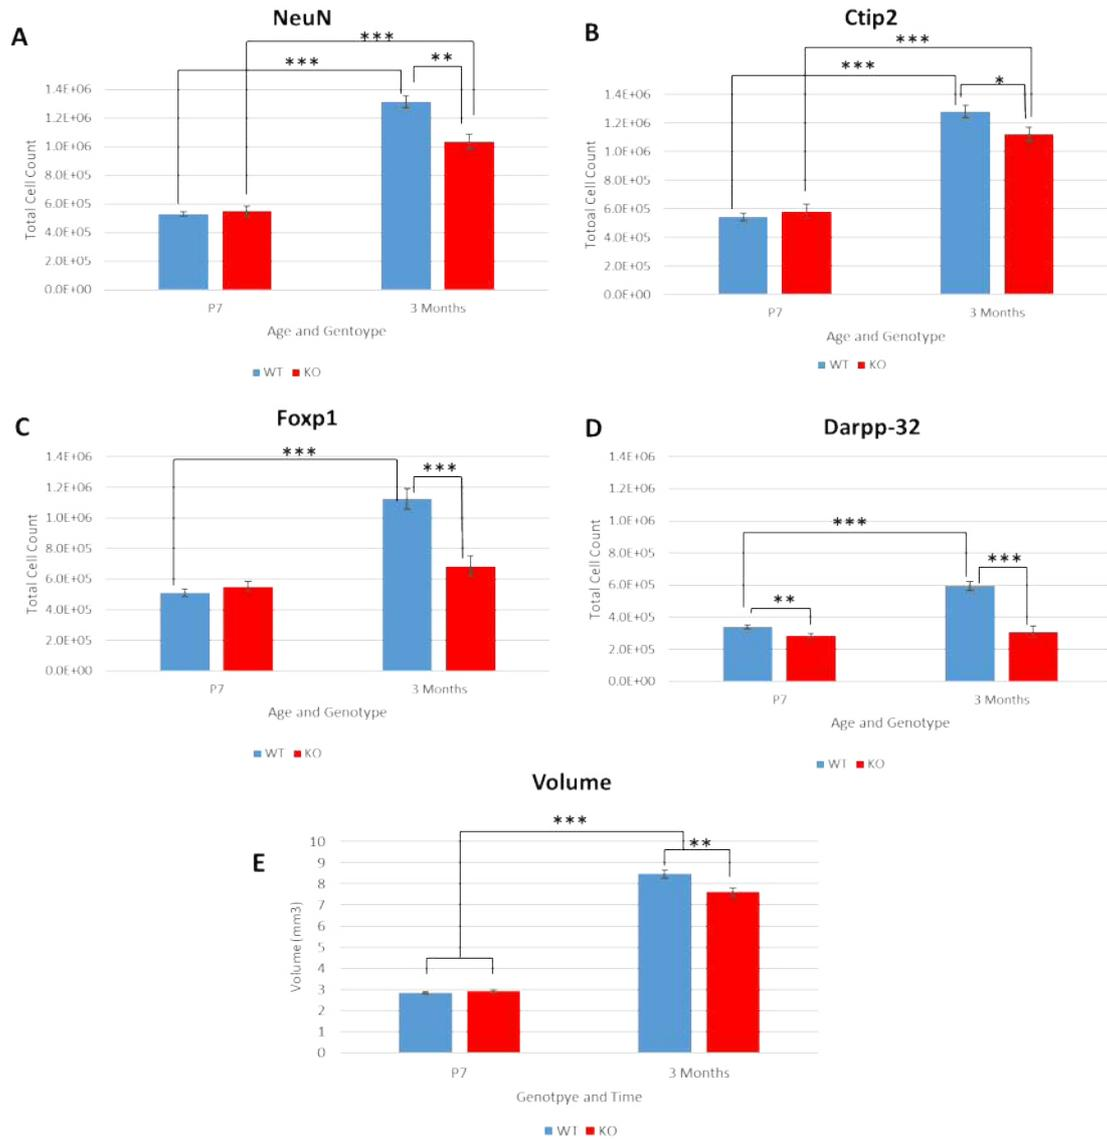 A
NeuN
***
***
**
1.4E+06
1.2E+06
1.0E+06
8.0E+05
6.0E+05
4.0E+05
2.0E+05
0.0E+00
Total Cell Count
P7
3 Months
Age and Gentoype
WT KO
B
Ctip2
***
***
*
1.4E+06
1.2E+06
1.0E+06
8.0E+05
6.0E+05
4.0E+05
2.0E+05
0.0E+00
Totoal Cell Count
P7
3 Months
Age and Genotype
WT KO
C
Foxp1
***
***
1.4E+06
1.2E+06
1.0E+06
8.0E+05
6.0E+05
4.0E+05
2.0E+05
0.0E+00
Total Cell Count
P7
3 Months
Age and Genotype
WT KO
D
Darpp-32
***
***
**
1.4E+06
1.2E+06
1.0E+06
8.0E+05
6.0E+05
4.0E+05
2.0E+05
0.0E+00
Total Cell Count
P7
3 Months
Age and Genotype
WT KO
E
Volume
***
**
10
9
8
7
6
5
4
3
2
1
0
Volume (mm3)
P7
3 Months
Genotpye and Time
WT KO